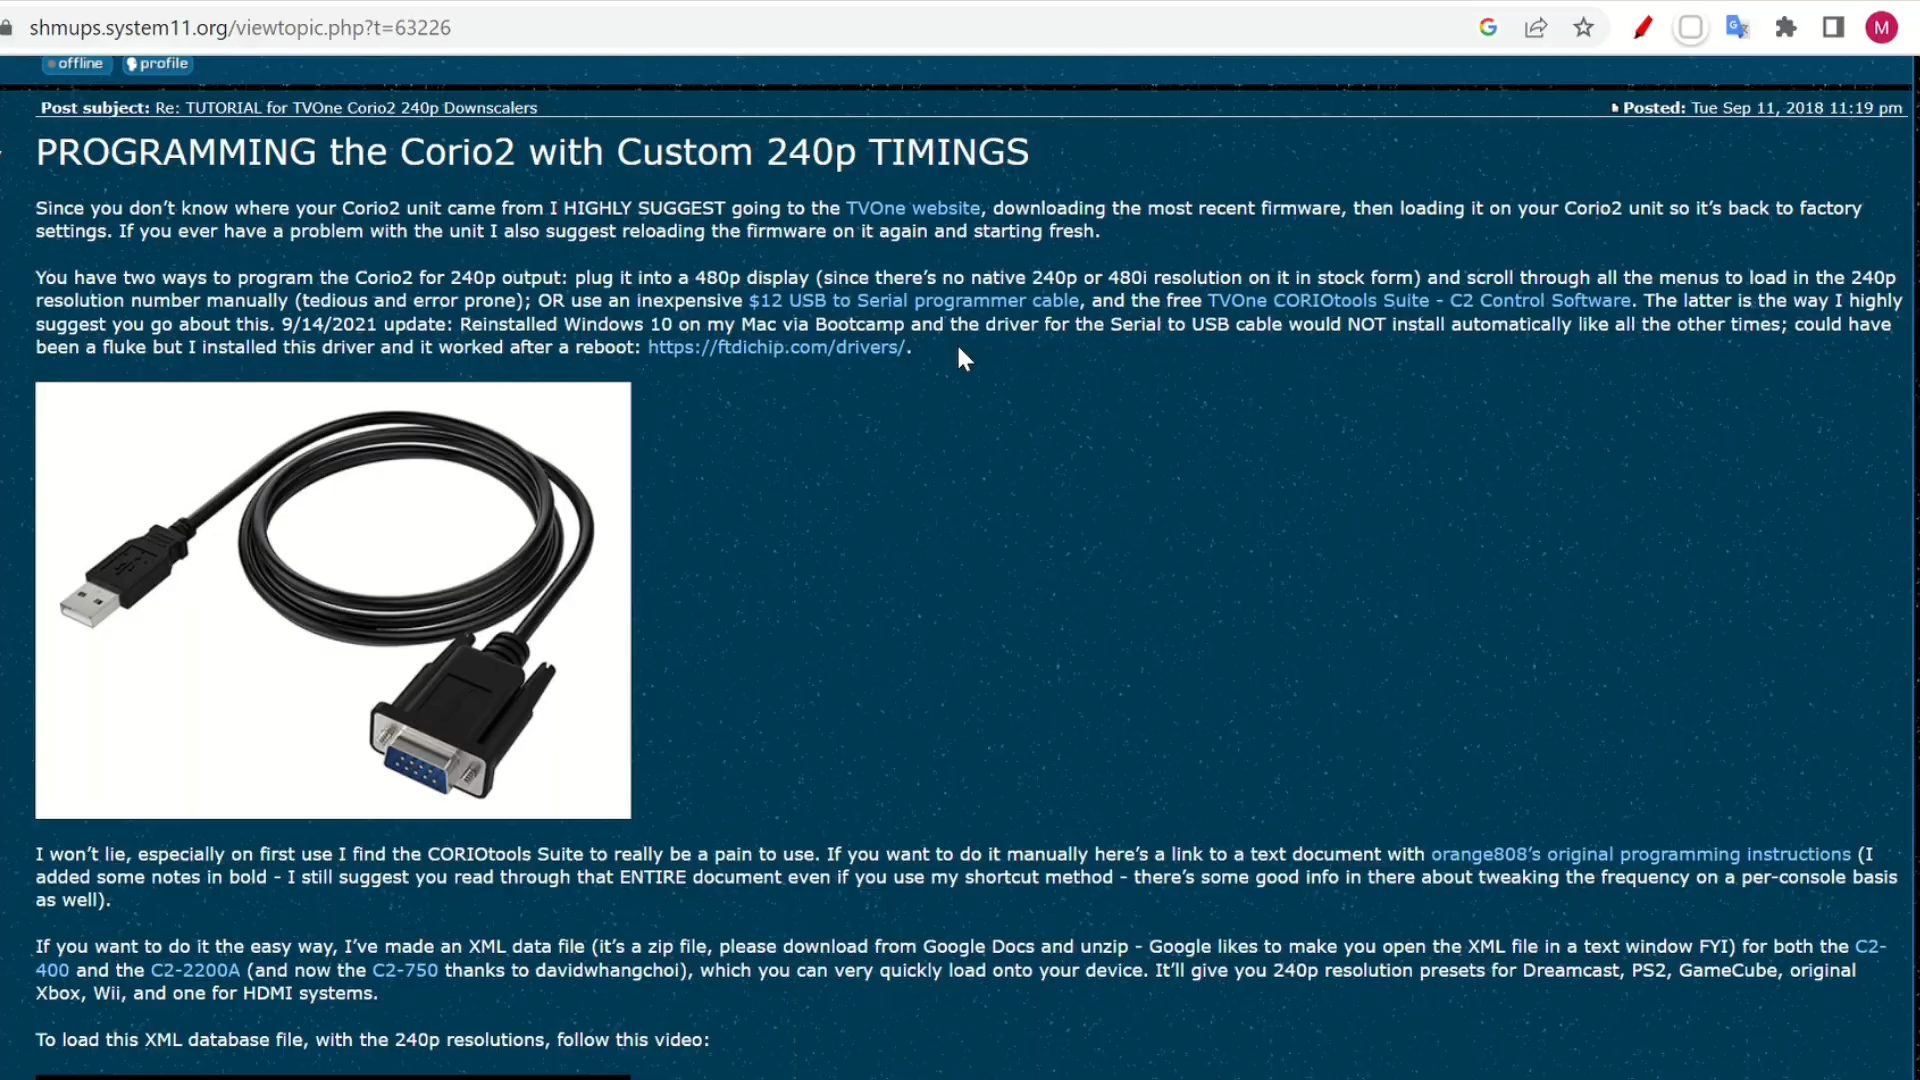 shmups.system11.org/viewtopic.php?t=63226
M
offline profile
Post subject: Re: TUTORIAL for TVOne Corio2 240p Downscalers
Posted: Tue Sep 11, 2018 11:19 pm
PROGRAMMING the Corio2 with Custom 240p TIMINGS
Since you don’t know where your Corio2 unit came from I HIGHLY SUGGEST going to the TVOne website, downloading the most recent firmware, then loading it on your Corio2 unit so it’s back to factory
settings. If you ever have a problem with the unit I also suggest reloading the firmware on it again and starting fresh.
You have two ways to program the Corio2 for 240p output: plug it into a 480p display (since there’s no native 240p or 480i resolution on it in stock form) and scroll through all the menus to load in the 240p
resolution number manually (tedious and error prone); OR use an inexpensive $12 USB to Serial programmer cable, and the free TVOne CORIOtools Suite - C2 Control Software. The latter is the way I highly
suggest you go about this. 9/14/2021 update: Reinstalled Windows 10 on my Mac via Bootcamp and the driver for the Serial to USB cable would NOT install automatically like all the other times; could have
been a fluke but I installed this driver and it worked after a reboot: https://ftdichip.com/drivers/.
I won’t lie, especially on first use I find the CORIOtools Suite to really be a pain to use. If you want to do it manually here’s a link to a text document with orange808’s original programming instructions (I
added some notes in bold - I still suggest you read through that ENTIRE document even if you use my shortcut method - there’s some good info in there about tweaking the frequency on a per-console basis
as well).
If you want to do it the easy way, I’ve made an XML data file (it’s a zip file, please download from Google Docs and unzip - Google likes to make you open the XML file in a text window FYI) for both the C2-
400 and the C2-2200A (and now the C2-750 thanks to davidwhangchoi), which you can very quickly load onto your device. It’ll give you 240p resolution presets for Dreamcast, PS2, GameCube, original
Xbox, Wii, and one for HDMI systems.
To load this XML database file, with the 240p resolutions, follow this video: